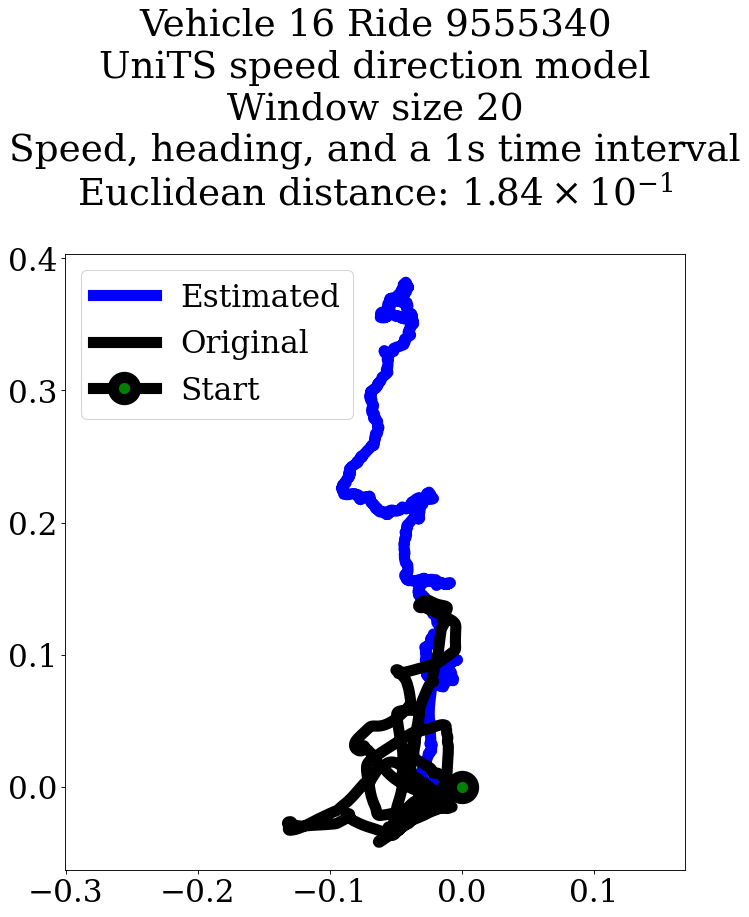 Vehicle 16 Ride 9555340
UniTS speed direction model
Window size 20
Speed, heading, and a 1s time interval
Euclidean distance: 1.84 × 10⁻¹
0.4
Estimated
Original
Start
0.3
0.2
0.1
0.0
−0.3 −0.2 −0.1 0.0 0.1